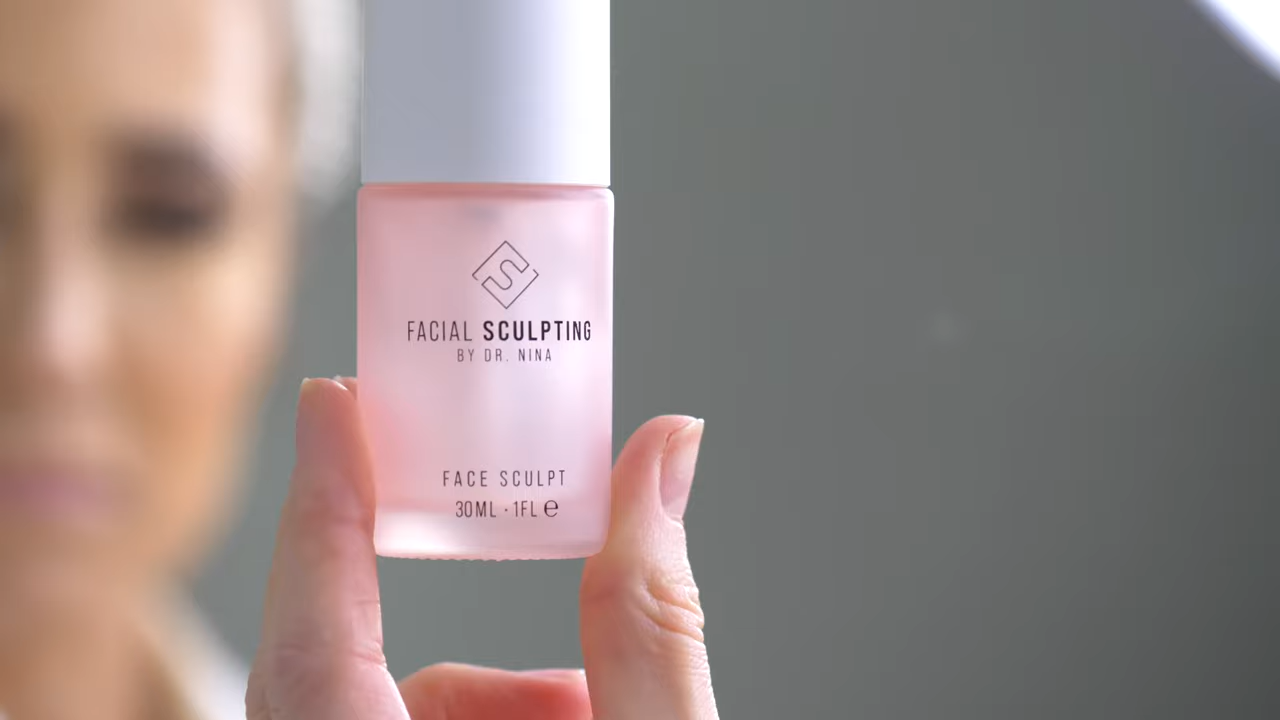 FACIAL SCULPTING
BY DR. NINA
FACE SCULPT
30ML · 1FL ℮